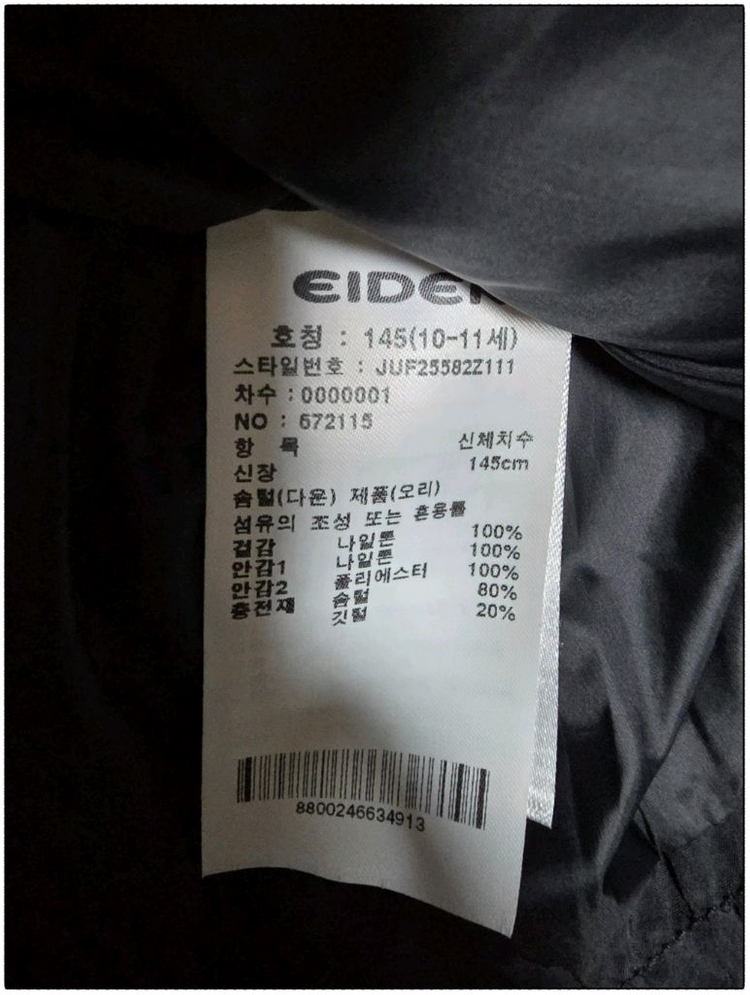 EIDER
호칭 : 145(10-11세)
스타일번호 : JUF25582Z111
차수 : 0000001
NO : 672115
항 목 신체치수
신장 145cm
솜털(다운) 제품(오리)
섬유의 조성 또는 혼용률
겉감 나일론 100%
안감1 나일론 100%
안감2 폴리에스터 100%
충전재 솜털 80%
깃털 20%
8800246634913